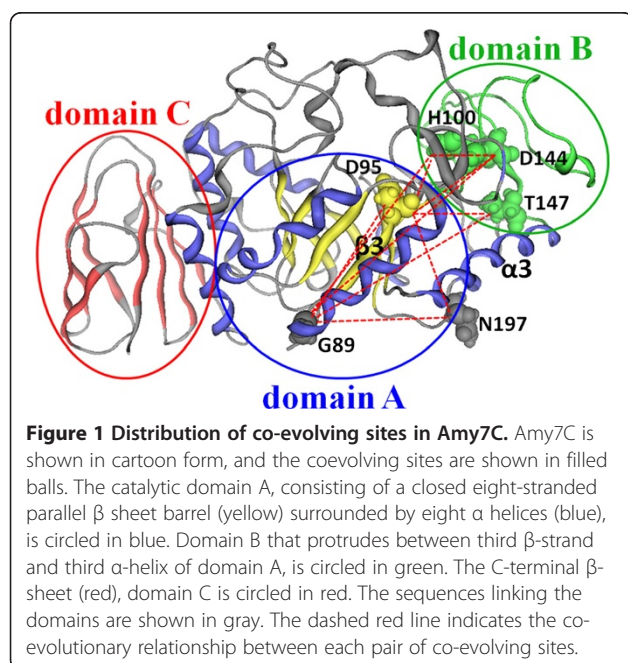 domain B
domain C
H100
D144
D95
T147
β3
α3
N197
G89
domain A
Figure 1 Distribution of co-evolving sites in Amy7C. Amy7C is
shown in cartoon form, and the coevolving sites are shown in filled
balls. The catalytic domain A, consisting of a closed eight-stranded
parallel β sheet barrel (yellow) surrounded by eight α helices (blue),
is circled in blue. Domain B that protrudes between third β-strand
and third α-helix of domain A, is circled in green. The C-terminal β-
sheet (red), domain C is circled in red. The sequences linking the
domains are shown in gray. The dashed red line indicates the co-
evolutionary relationship between each pair of co-evolving sites.